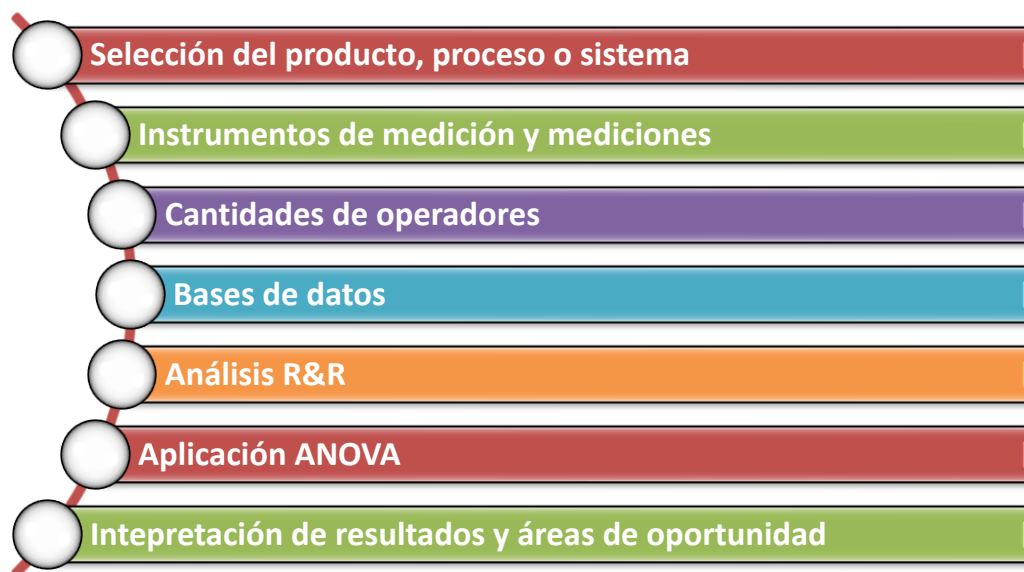 Selección del producto, proceso o sistema
Instrumentos de medición y mediciones
Cantidades de operadores
Bases de datos
Análisis R&R
Aplicación ANOVA
Intepretación de resultados y áreas de oportunidad